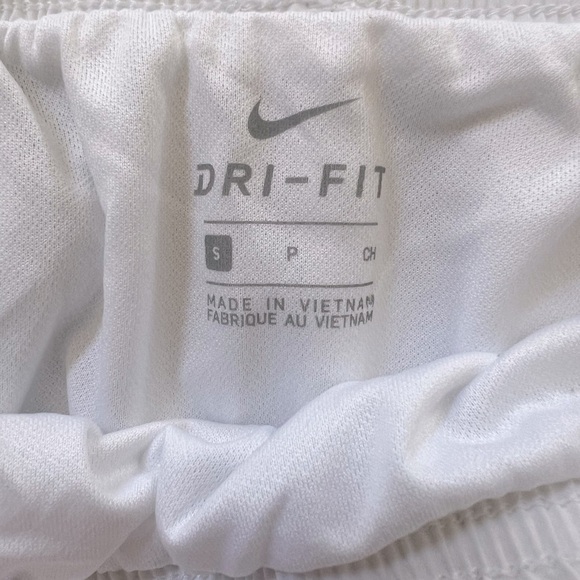 DRI-FIT
S P CH
MADE IN VIETNAM
FABRIQUE AU VIETNAM